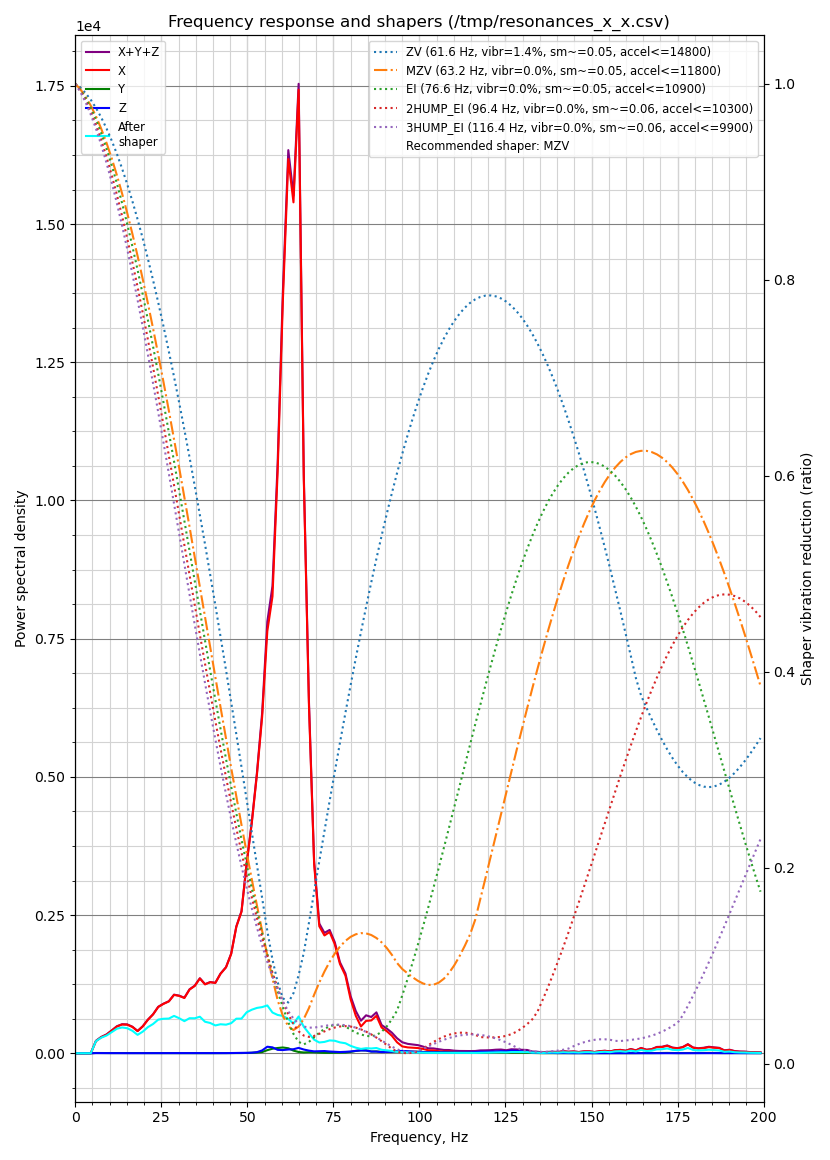 Frequency response and shapers (/tmp/resonances_x_x.csv)
1e4
X+Y+Z
X
Y
Z
After
shaper
ZV (61.6 Hz, vibr=1.4%, sm~=0.05, accel<=14800)
MZV (63.2 Hz, vibr=0.0%, sm~=0.05, accel<=11800)
EI (76.6 Hz, vibr=0.0%, sm~=0.05, accel<=10900)
2HUMP_EI (96.4 Hz, vibr=0.0%, sm~=0.06, accel<=10300)
3HUMP_EI (116.4 Hz, vibr=0.0%, sm~=0.06, accel<=9900)
Recommended shaper: MZV
1.75
1.50
1.25
1.00
0.75
0.50
0.25
0.00
Power spectral density
1.0
0.8
0.6
0.4
0.2
0.0
Shaper vibration reduction (ratio)
0 25 50 75 100 125 150 175 200
Frequency, Hz